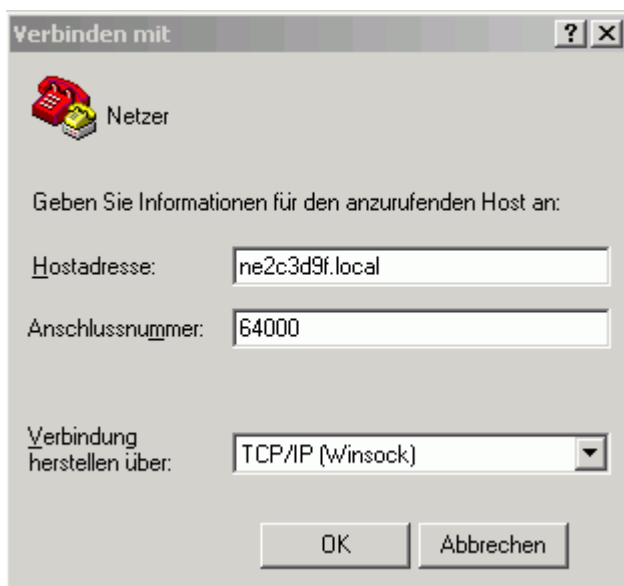 Verbinden mit
Netzer
Geben Sie Informationen für den anzurufenden Host an:
Hostadresse: ne2c3d9f.local
Anschlussnummer: 64000
Verbindung
herstellen über: TCP/IP (Winsock)
OK Abbrechen